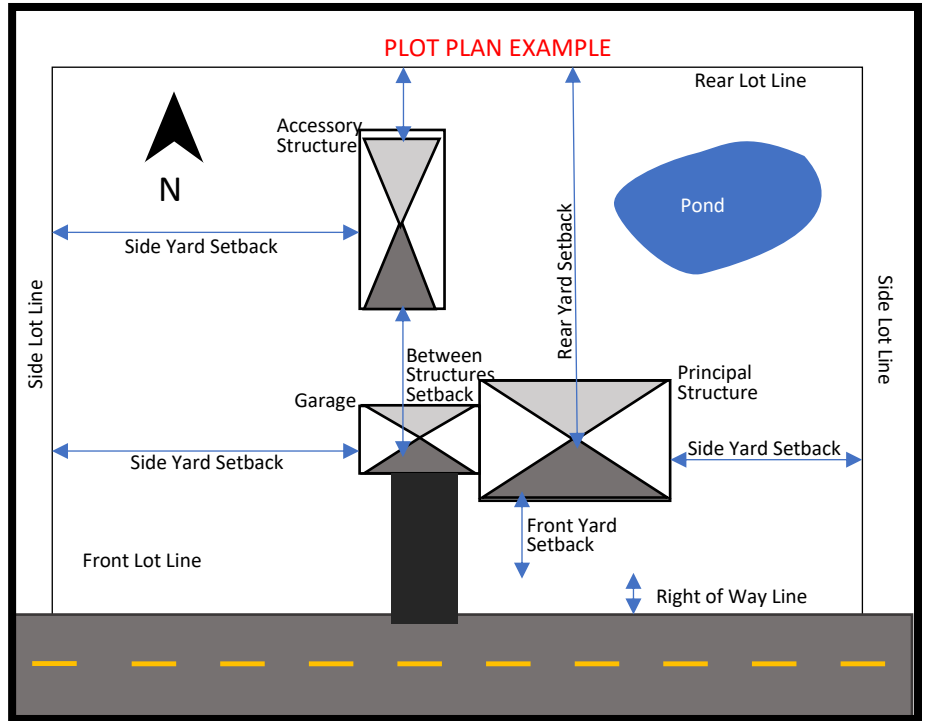 PLOT PLAN EXAMPLE
Rear Lot Line
Accessory
Structure
N
Pond
Side Yard Setback
Rear Yard Setback
Side Lot Line
Side Lot Line
Between
Structures
Setback
Principal
Structure
Garage
Side Yard Setback
Side Yard Setback
Front Yard
Setback
Front Lot Line
Right of Way Line